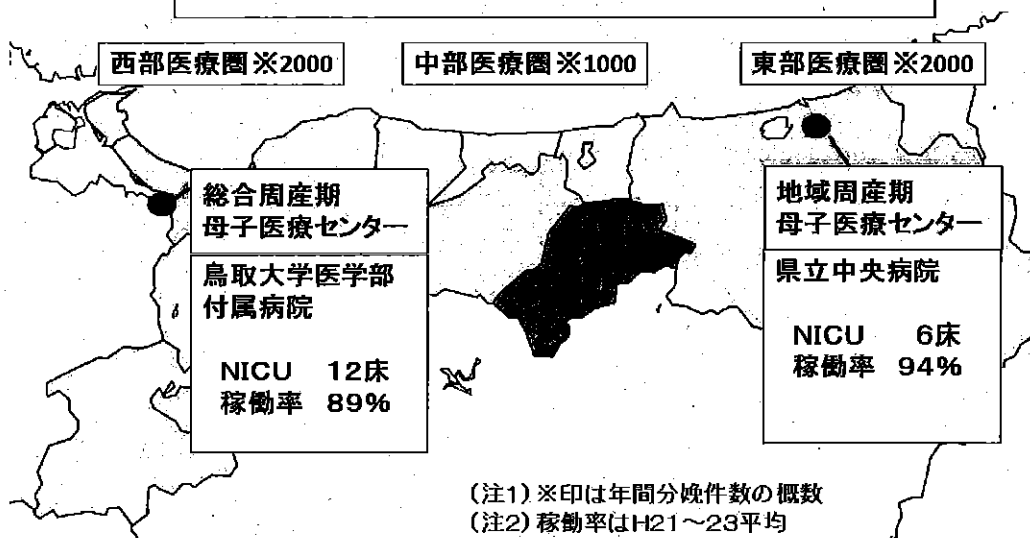 西部医療圏※2000
中部医療圏※1000
東部医療圏※2000
総合周産期
母子医療センター
鳥取大学医学部
付属病院
NICU 12床
稼働率 89%
地域周産期
母子医療センター
県立中央病院
NICU 6床
稼働率 94%
(注1)※印は年間分娩件数の概数
(注2)稼働率はH21～23平均